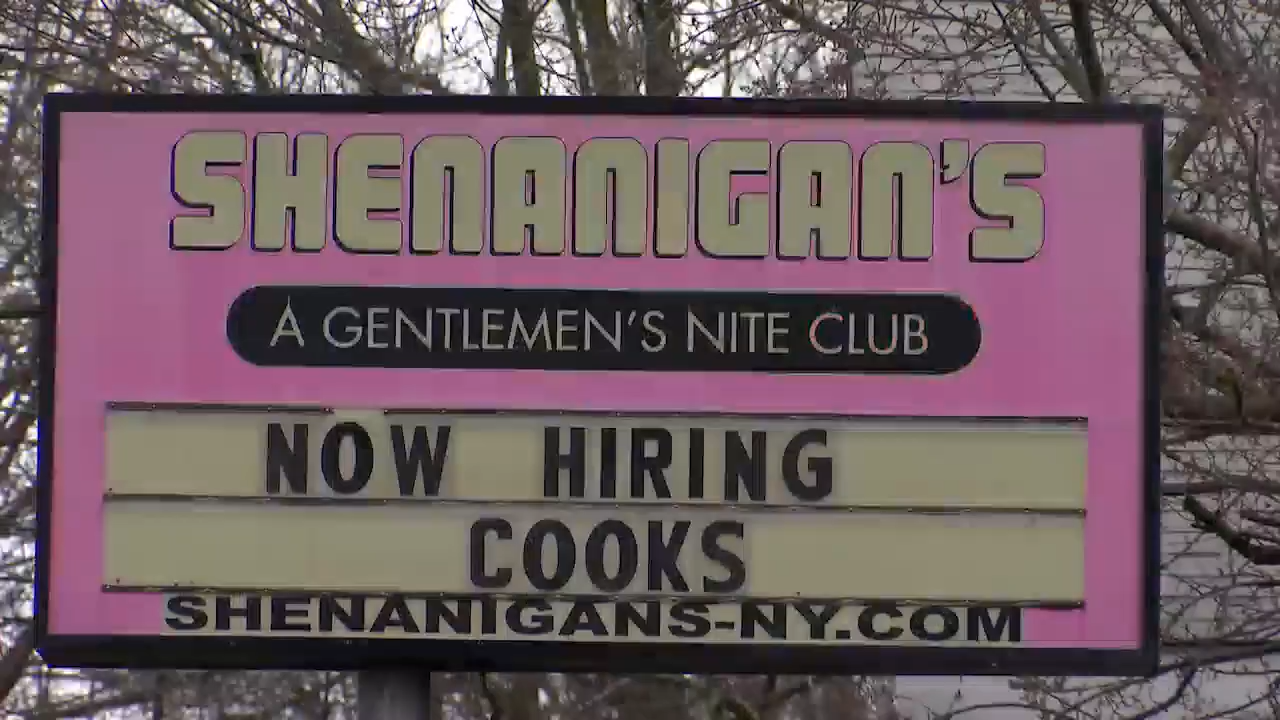 SHENANIGAN'S
A GENTLEMEN'S NITE CLUB
NOW HIRING
COOKS
SHENANIGANS-NY.COM